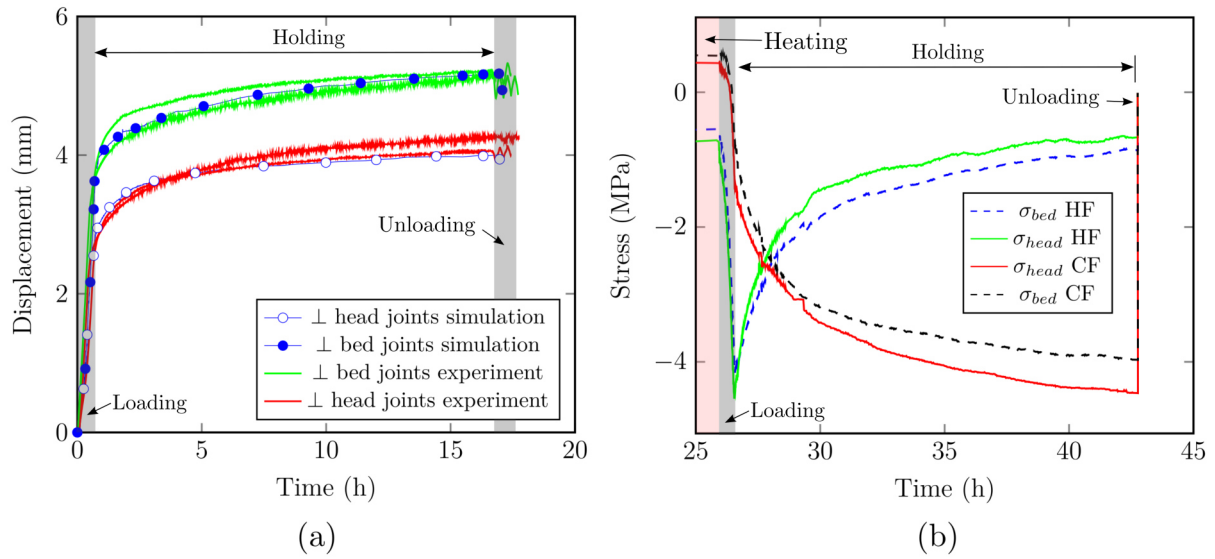 6
4
2
0
0
5
10
15
20
Displacement (mm)
Time (h)
Holding
Unloading
Loading
⊥ head joints simulation
⊥ bed joints simulation
⊥ bed joints experiment
⊥ head joints experiment
(a)
0
−2
−4
25
30
35
40
45
Stress (MPa)
Time (h)
Heating
Holding
Unloading
Loading
σbed HF
σhead HF
σhead CF
σbed CF
(b)